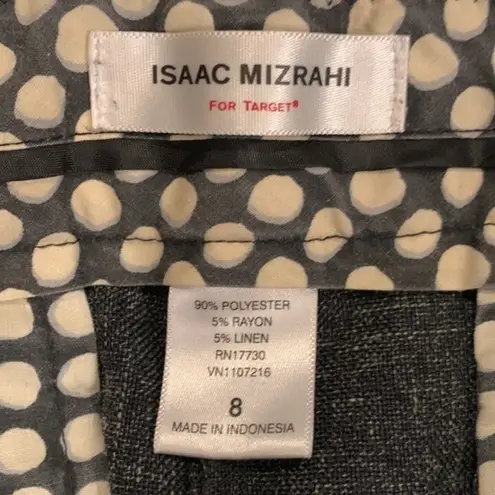 ISAAC MIZRAHI
FOR TARGET®
90% POLYESTER
5% RAYON
5% LINEN
RN17730
VN1107216
8
MADE IN INDONESIA